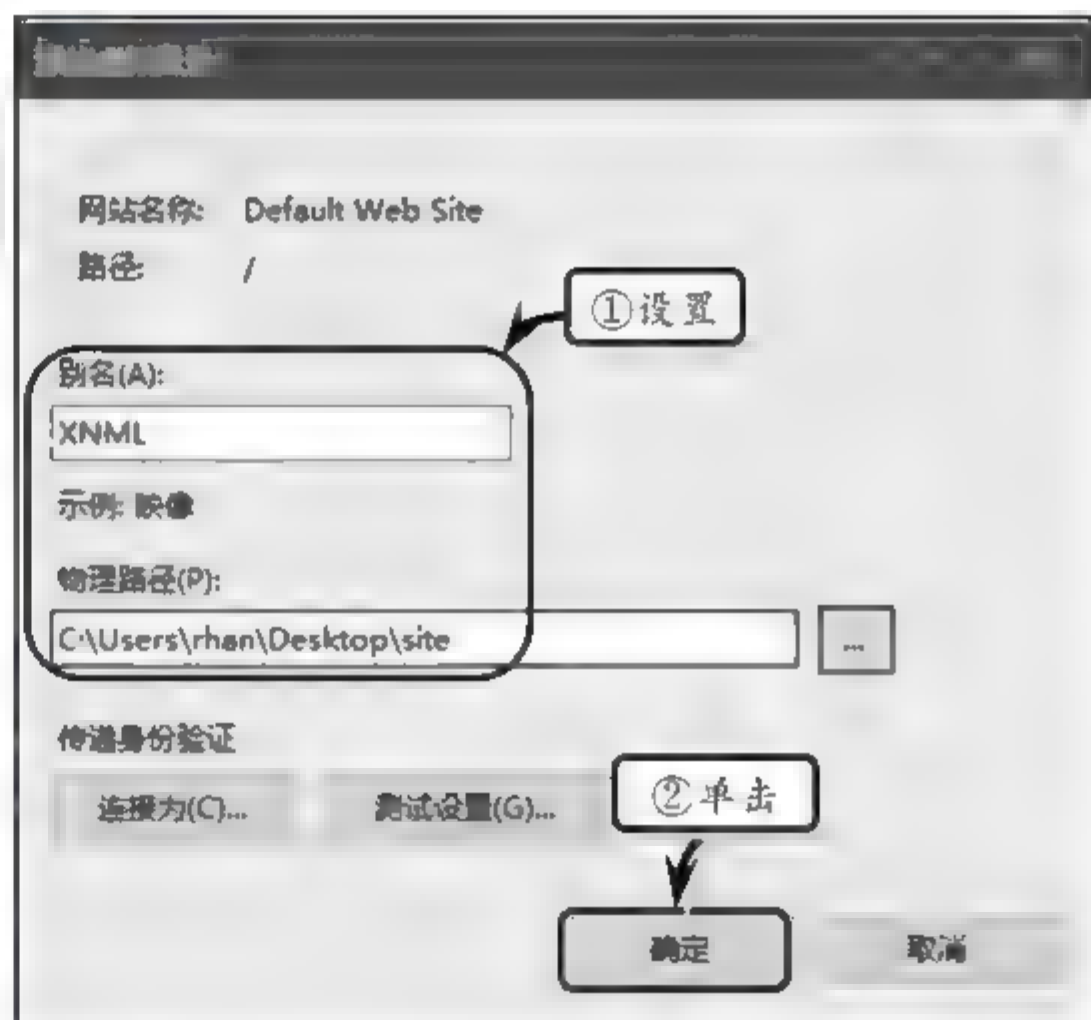 网站名称: Default Web Site
路径: /
①设置
别名(A):
XNML
示例: 映像
物理路径(P):
C:\Users\rhan\Desktop\site
...
传递身份验证
连接为(C)... 测试设置(G)...
②单击
确定 取消